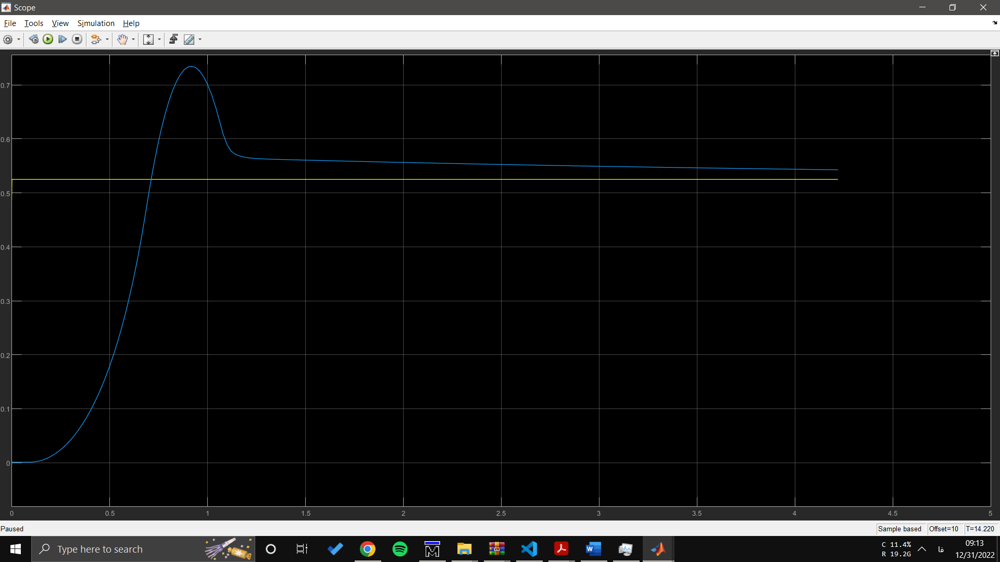 Scope
File Tools View Simulation Help
0.7
0.6
0.5
0.4
0.3
0.2
0.1
0
0 0.5 1 1.5 2 2.5 3 3.5 4 4.5 5
Paused Sample based Offset=10 T=14.220
Type here to search
C 11.4%
R 19.2G
فا
09:13
12/31/2022